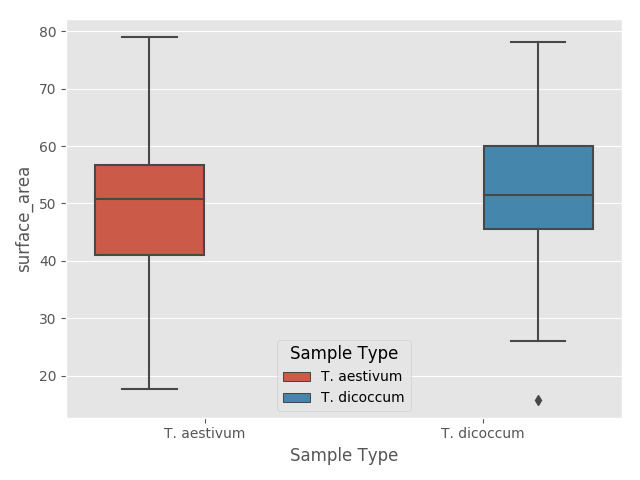 80
70
60
50
40
30
20
surface_area
Sample Type
T. aestivum
T. dicoccum
T. aestivum
T. dicoccum
Sample Type